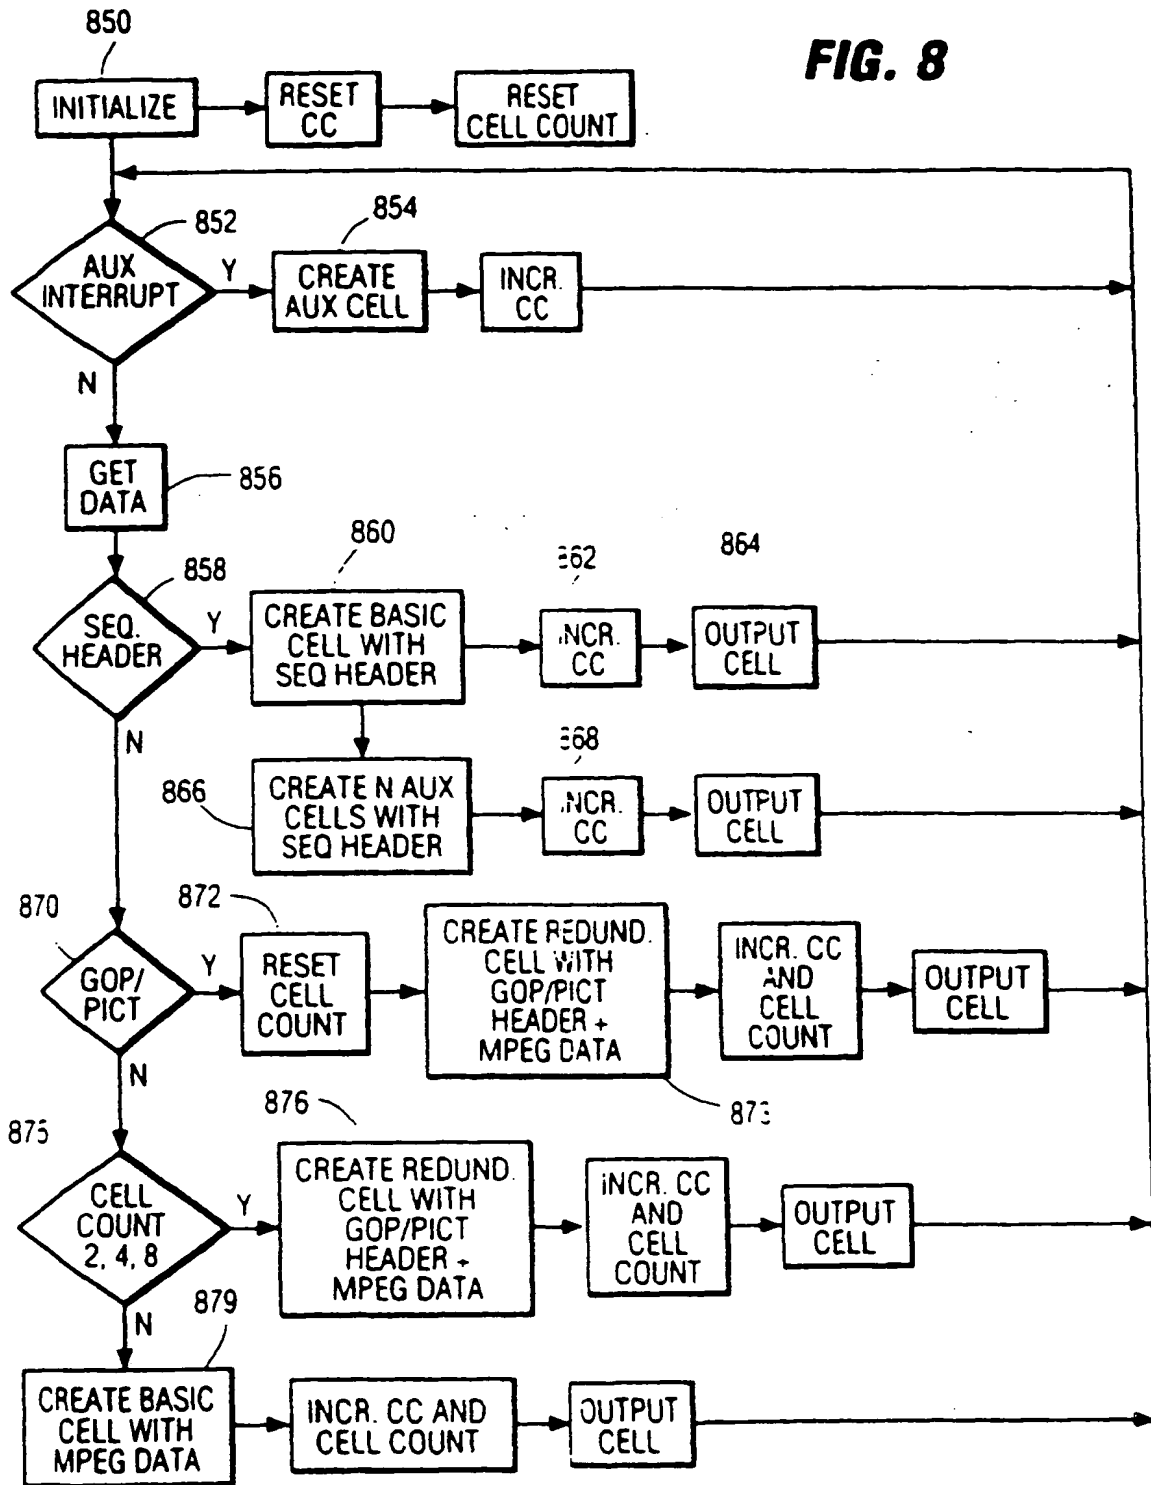 850
FIG. 8
INITIALIZE
RESET
CC
RESET
CELL COUNT
852
854
AUX
INTERRUPT
Y
CREATE
AUX CELL
INCR.
CC
N
GET
DATA
856
858
860
862
864
SEQ.
HEADER
Y
CREATE BASIC
CELL WITH
SEQ HEADER
INCR.
CC
OUTPUT
CELL
N
866
868
CREATE N AUX
CELLS WITH
SEQ HEADER
INCR.
CC
OUTPUT
CELL
870
872
GOP/
PICT
Y
RESET
CELL
COUNT
CREATE REDUND.
CELL WITH
GOP/PICT
HEADER +
MPEG DATA
INCR. CC
AND
CELL
COUNT
OUTPUT
CELL
N
873
875
876
CELL
COUNT
2, 4, 8
Y
CREATE REDUND.
CELL WITH
GOP/PICT
HEADER +
MPEG DATA
INCR. CC
AND
CELL
COUNT
OUTPUT
CELL
N
879
CREATE BASIC
CELL WITH
MPEG DATA
INCR. CC AND
CELL COUNT
OUTPUT
CELL